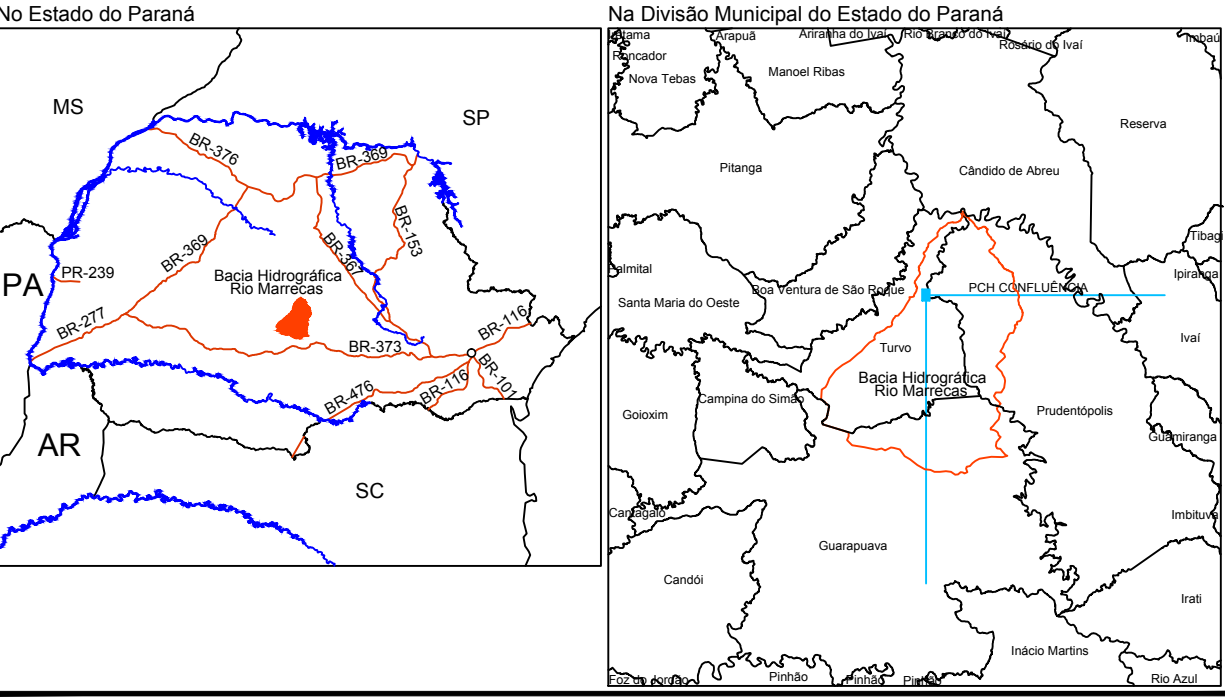 No Estado do Paraná
MS
SP
BR-376
BR-369
BR-153
BR-369
BR-367
PR-239
PA
Bacia Hidrográfica
Rio Marrecas
BR-277
BR-373
BR-116
BR-101
BR-476
BR-116
AR
SC
Na Divisão Municipal do Estado do Paraná
Arapuã
Ariranha do Ivaí
Rio Branco do Ivaí
Rosário do Ivaí
Imbaú
Roncador
Nova Tebas
Manoel Ribas
Reserva
Pitanga
Cândido de Abreu
Tibagi
Palmital
Ipiranga
Santa Maria do Oeste
Boa Ventura de São Roque
PCH CONFLUÊNCIA
Ivaí
Turvo
Bacia Hidrográfica
Rio Marrecas
Goioxim
Campina do Simão
Prudentópolis
Guamiranga
Cantagalo
Imbituva
Guarapuava
Candói
Irati
Inácio Martins
Foz do Jordão
Pinhão
Pinhão
Pinhão
Rio Azul